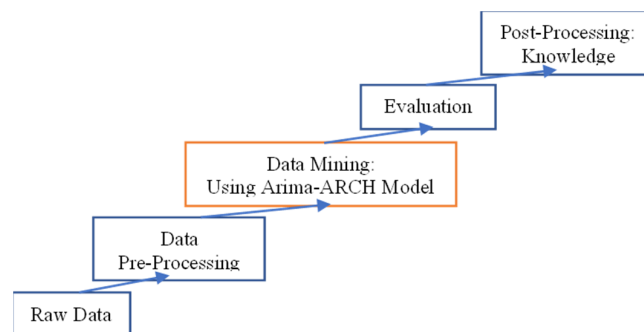 Post-Processing:
Knowledge
Evaluation
Data Mining:
Using Arima-ARCH Model
Data
Pre-Processing
Raw Data